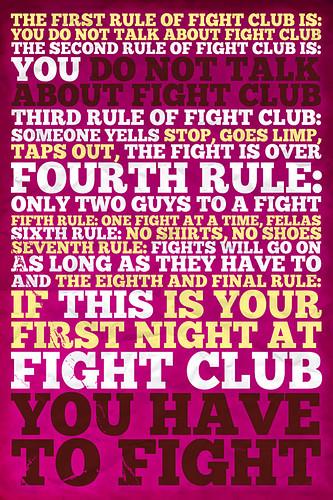 THE FIRST RULE OF FIGHT CLUB IS:
YOU DO NOT TALK ABOUT FIGHT CLUB
THE SECOND RULE OF FIGHT CLUB IS:
YOU DO NOT TALK
ABOUT FIGHT CLUB
THIRD RULE OF FIGHT CLUB:
SOMEONE YELLS STOP, GOES LIMP,
TAPS OUT, THE FIGHT IS OVER
FOURTH RULE:
ONLY TWO GUYS TO A FIGHT
FIFTH RULE: ONE FIGHT AT A TIME, FELLAS
SIXTH RULE: NO SHIRTS, NO SHOES
SEVENTH RULE: FIGHTS WILL GO ON
AS LONG AS THEY HAVE TO
AND THE EIGHTH AND FINAL RULE:
IF THIS IS YOUR
FIRST NIGHT AT
FIGHT CLUB
YOU HAVE
TO FIGHT